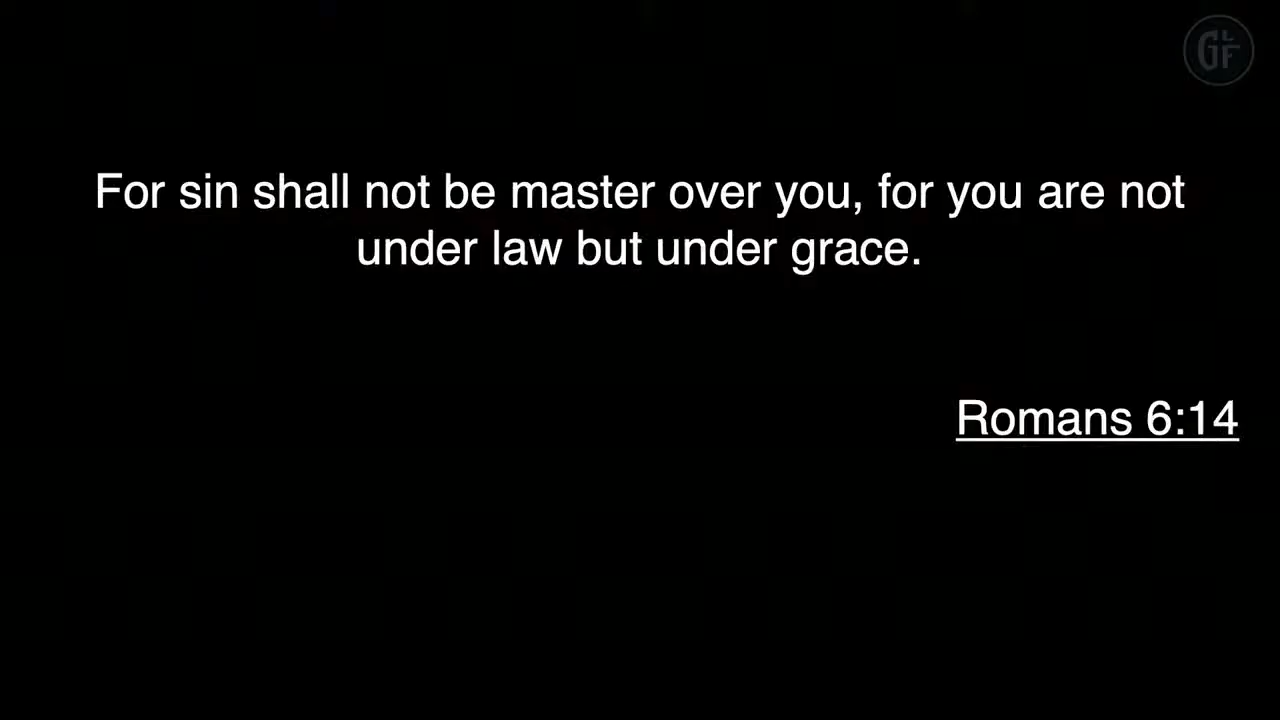 For sin shall not be master over you, for you are not
under law but under grace.
Romans 6:14